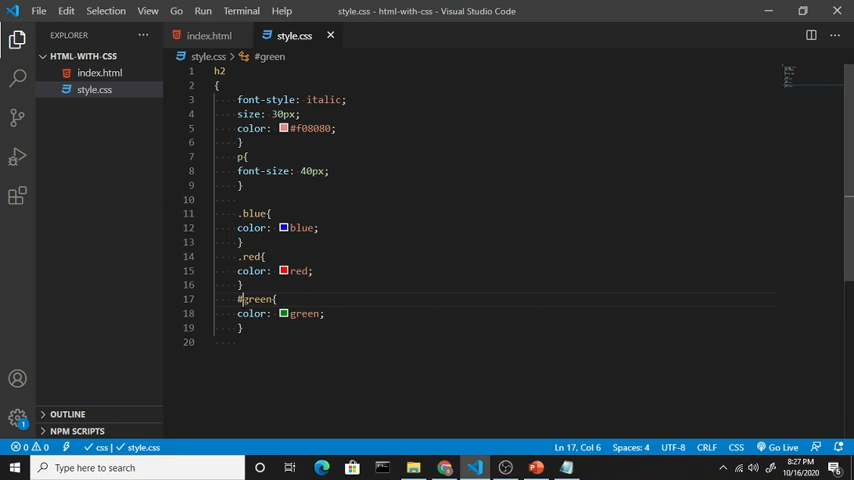 File Edit Selection View Go Run Terminal Help
style.css - html-with-css - Visual Studio Code
EXPLORER ···
index.html
style.css
HTML-WITH-CSS
index.html
style.css
style.css > #green
1 h2
2 {
3 font-style: italic;
4 size: 30px;
5 color: #f08080;
6 }
7 p{
8 font-size: 40px;
9 }
10
11 .blue{
12 color: blue;
13 }
14 .red{
15 color: red;
16 }
17 #green{
18 color: green;
19 }
20
OUTLINE
NPM SCRIPTS
1
0 0 css | style.css
Ln 17, Col 6 Spaces: 4 UTF-8 CRLF CSS Go Live
Type here to search
8:27 PM
10/16/2020